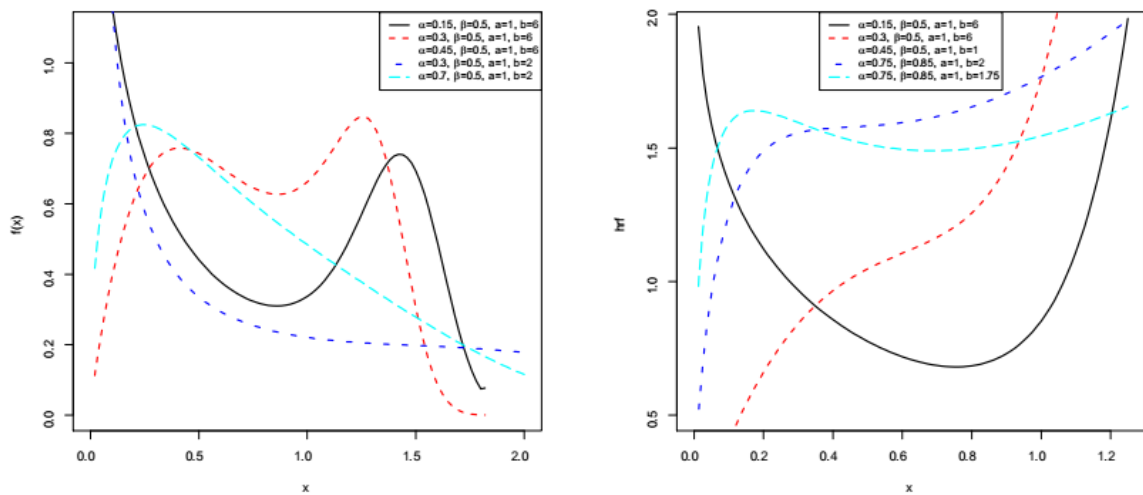 α=0.15, β=0.5, a=1, b=6
α=0.3, β=0.5, a=1, b=6
α=0.45, β=0.5, a=1, b=6
α=0.3, β=0.5, a=1, b=2
α=0.7, β=0.5, a=1, b=2
f(x)
0.0
0.2
0.4
0.6
0.8
1.0
0.0 0.5 1.0 1.5 2.0
x
α=0.15, β=0.5, a=1, b=6
α=0.3, β=0.5, a=1, b=6
α=0.45, β=0.5, a=1, b=1
α=0.75, β=0.85, a=1, b=2
α=0.75, β=0.85, a=1, b=1.75
hrf
0.5
1.0
1.5
2.0
0.0 0.2 0.4 0.6 0.8 1.0 1.2
x